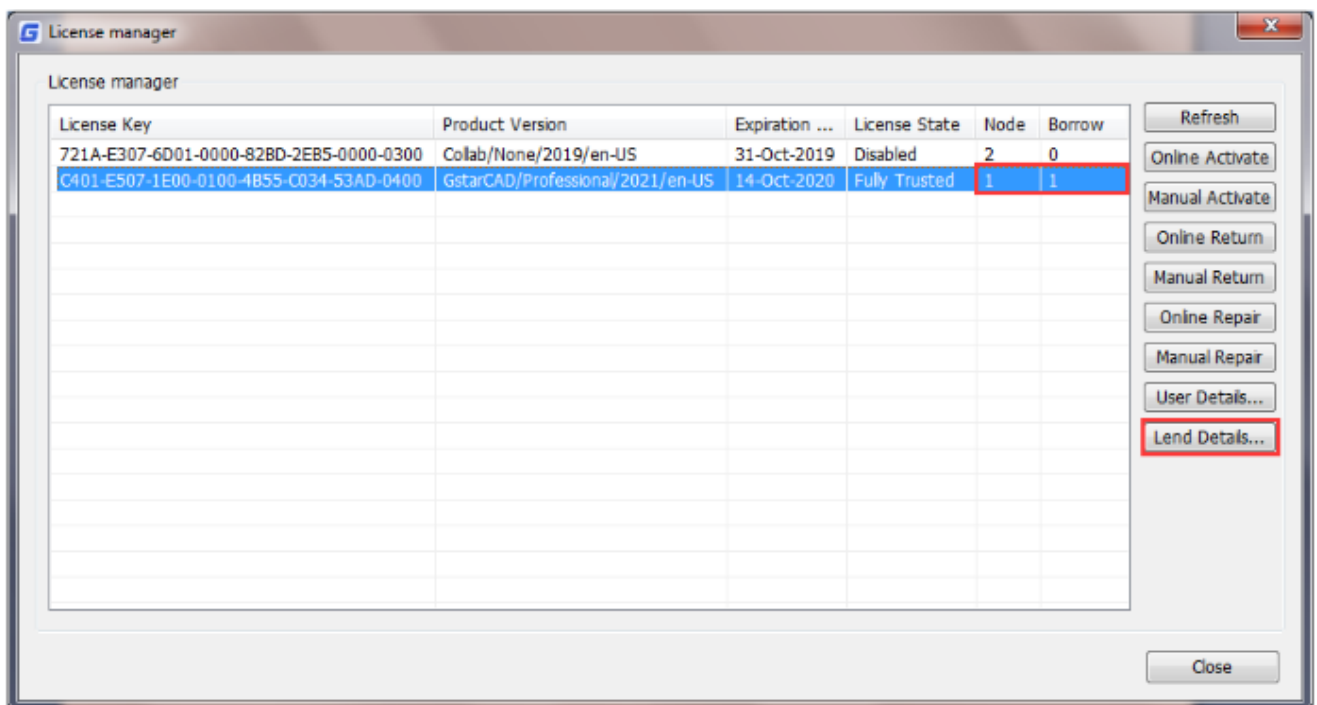 License manager
License manager
License Key Product Version Expiration ... License State Node Borrow
721A-E307-6D01-0000-82BD-2EB5-0000-0300 Collab/None/2019/en-US 31-Oct-2019 Disabled 2 0
C401-E507-1E00-0100-4B55-C034-53AD-0400 GstarCAD/Professional/2021/en-US 14-Oct-2020 Fully Trusted 1 1
Refresh
Online Activate
Manual Activate
Online Return
Manual Return
Online Repair
Manual Repair
User Details...
Lend Details...
Close